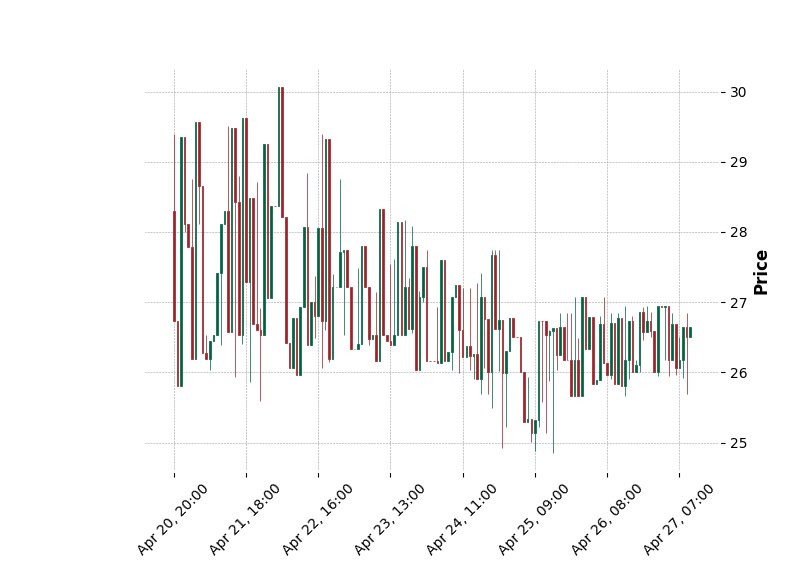 30
29
28
27
26
25
Price
Apr 20, 20:00
Apr 21, 18:00
Apr 22, 16:00
Apr 23, 13:00
Apr 24, 11:00
Apr 25, 09:00
Apr 26, 08:00
Apr 27, 07:00